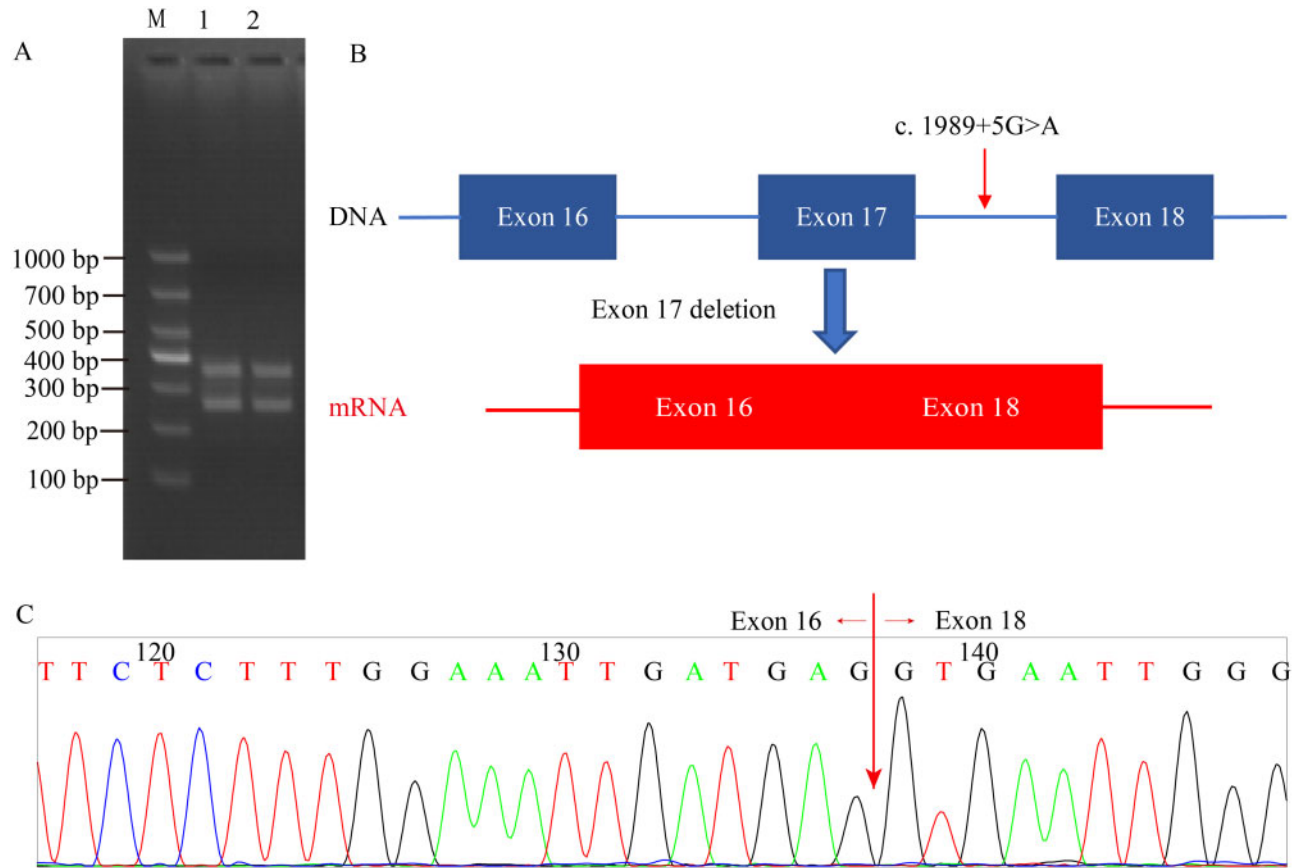 A
M 1 2
1000 bp
700 bp
500 bp
400 bp
300 bp
200 bp
100 bp
B
c. 1989+5G>A
DNA
Exon 16
Exon 17
Exon 18
Exon 17 deletion
mRNA
Exon 16
Exon 18
C
Exon 16
Exon 18
120 130 140
T T C T C T T T G G A A A T T G A T G A G G T G A A T T G G G